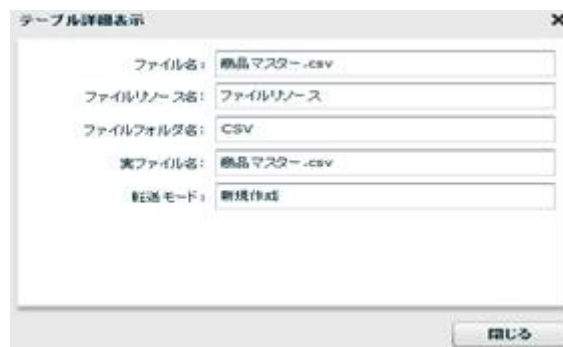 テーブル詳細表示
ファイル名： 商品マスター.csv
ファイルリソース名： ファイルリソース
ファイルフォルダ名： CSV
実ファイル名： 商品マスター.csv
転送モード： 新規作成
閉じる